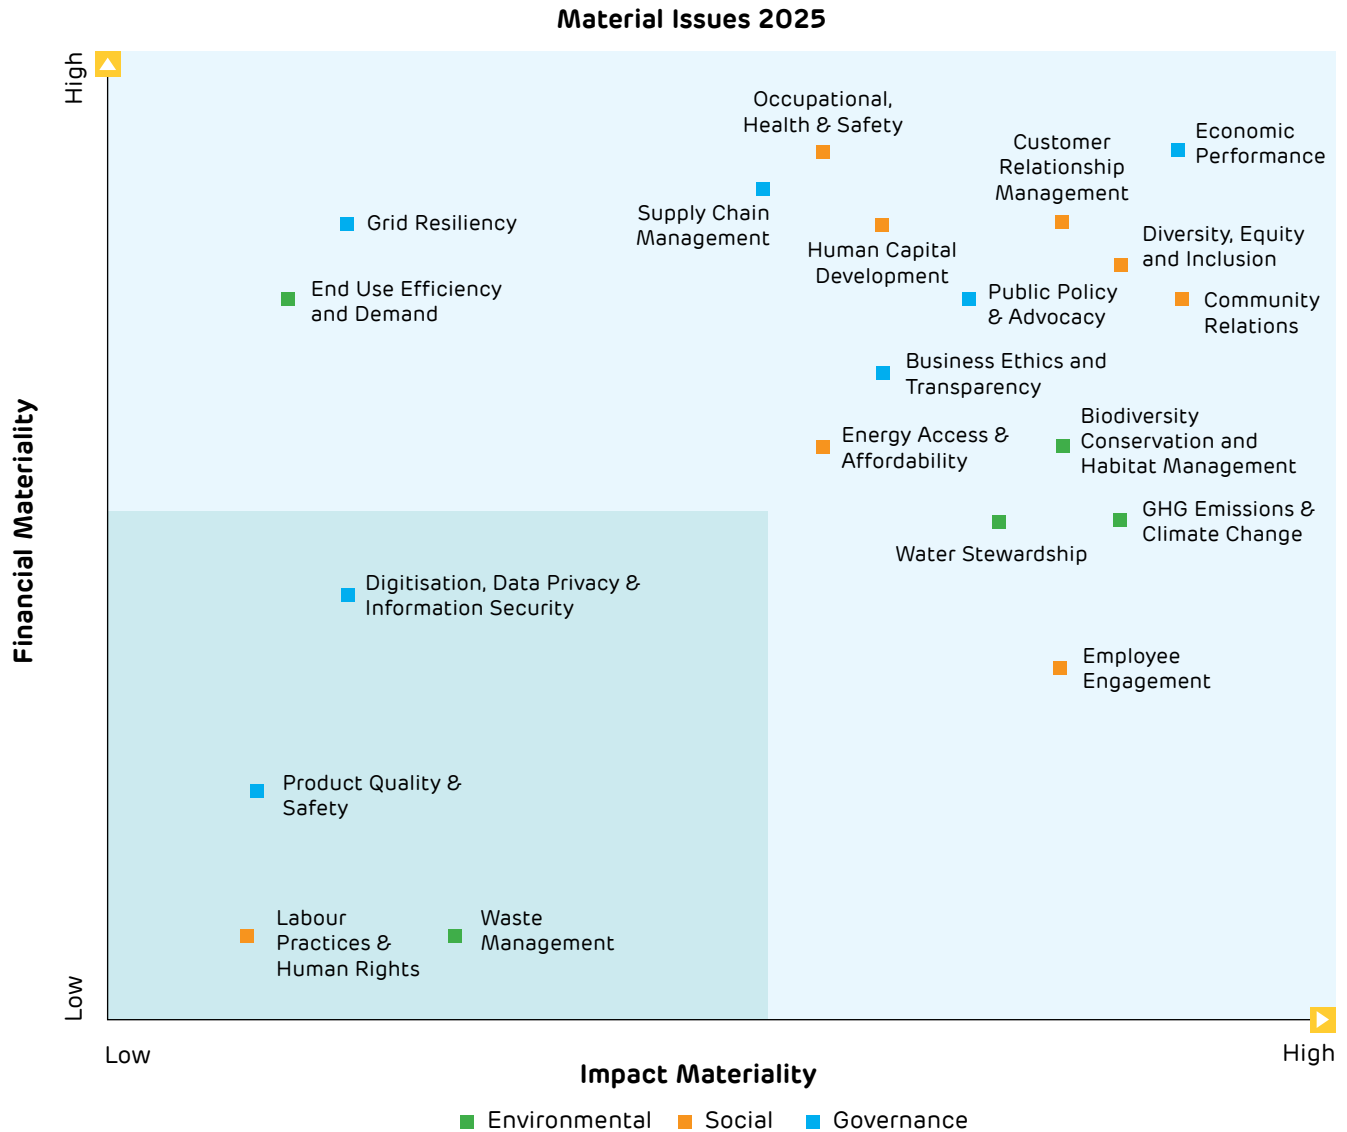 Material Issues 2025
High
Occupational,
Health & Safety
Economic
Performance
Customer
Relationship
Management
Supply Chain
Management
Grid Resiliency
Human Capital
Development
Diversity, Equity
and Inclusion
End Use Efficiency
and Demand
Public Policy
& Advocacy
Community
Relations
Business Ethics and
Transparency
Biodiversity
Conservation and
Habitat Management
Energy Access &
Affordability
GHG Emissions &
Climate Change
Water Stewardship
Financial Materiality
Digitisation, Data Privacy &
Information Security
Employee
Engagement
Product Quality &
Safety
Labour
Practices &
Human Rights
Waste
Management
Low
Low
High
Impact Materiality
Environmental
Social
Governance